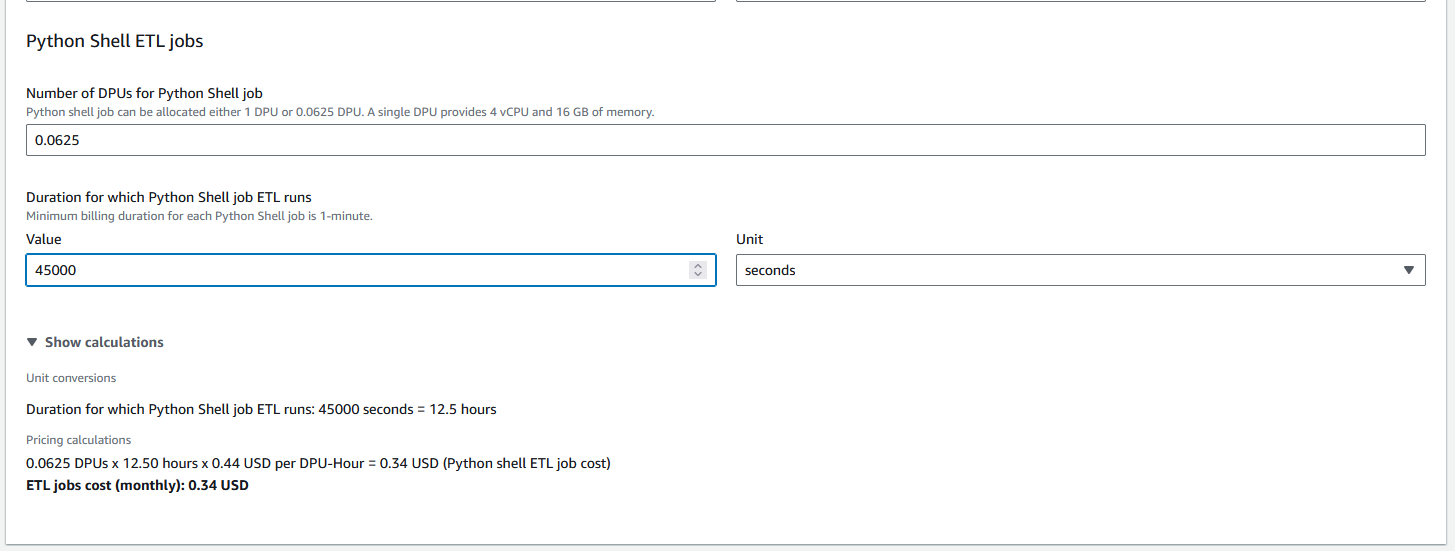 Python Shell ETL jobs
Number of DPUs for Python Shell job
Python shell job can be allocated either 1 DPU or 0.0625 DPU. A single DPU provides 4 vCPU and 16 GB of memory.
0.0625
Duration for which Python Shell job ETL runs
Minimum billing duration for each Python Shell job is 1-minute.
Value
Unit
45000
seconds
Show calculations
Unit conversions
Duration for which Python Shell job ETL runs: 45000 seconds = 12.5 hours
Pricing calculations
0.0625 DPUs x 12.50 hours x 0.44 USD per DPU-Hour = 0.34 USD (Python shell ETL job cost)
ETL jobs cost (monthly): 0.34 USD